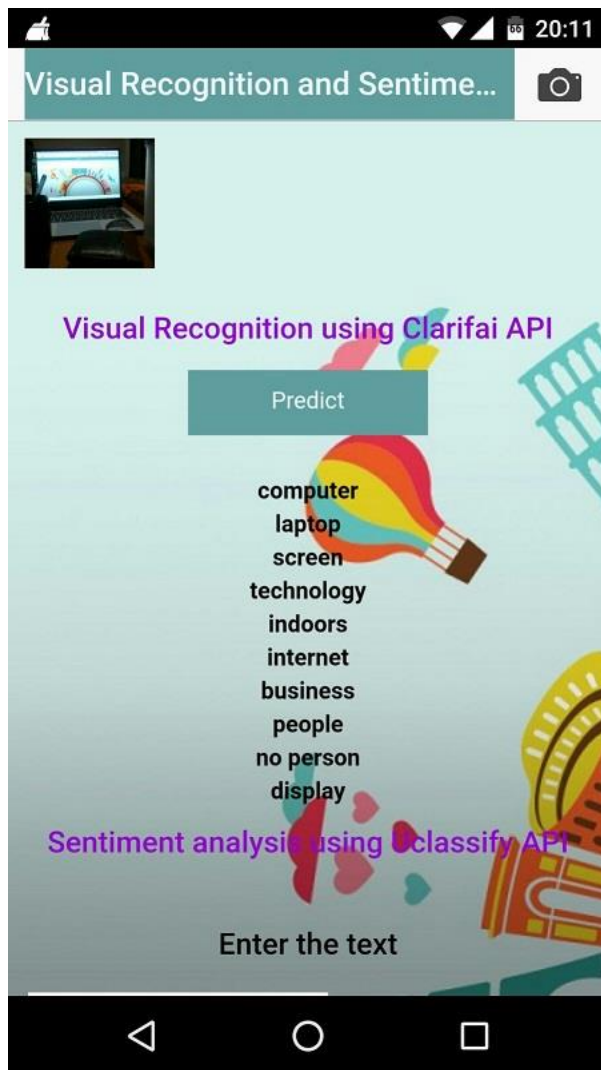 66 20:11
Visual Recognition and Sentime...
Visual Recognition using Clarifai API
Predict
computer
laptop
screen
technology
indoors
internet
business
people
no person
display
Sentiment analysis using Uclassify API
Enter the text